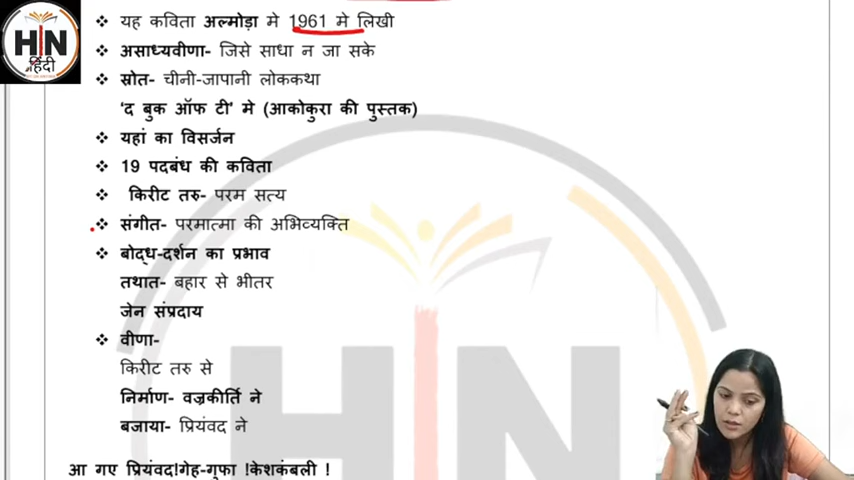 HIN
हिंदी
❖ यह कविता अल्मोड़ा मे 1961 मे लिखी
❖ असाध्यवीणा- जिसे साधा न जा सके
❖ स्रोत- चीनी-जापानी लोककथा
‘द बुक ऑफ टी’ मे (आकोकुरा की पुस्तक)
❖ यहां का विसर्जन
❖ 19 पदबंध की कविता
❖ किरीट तरु- परम सत्य
❖ संगीत- परमात्मा की अभिव्यक्ति
❖ बोद्ध-दर्शन का प्रभाव
तथात- बहार से भीतर
जेन संप्रदाय
❖ वीणा-
किरीट तरु से
निर्माण- वज्रकीर्ति ने
बजाया- प्रियंवद ने
आ गए प्रियंवद!गेह-गुफा !केशकंबली !
HIN